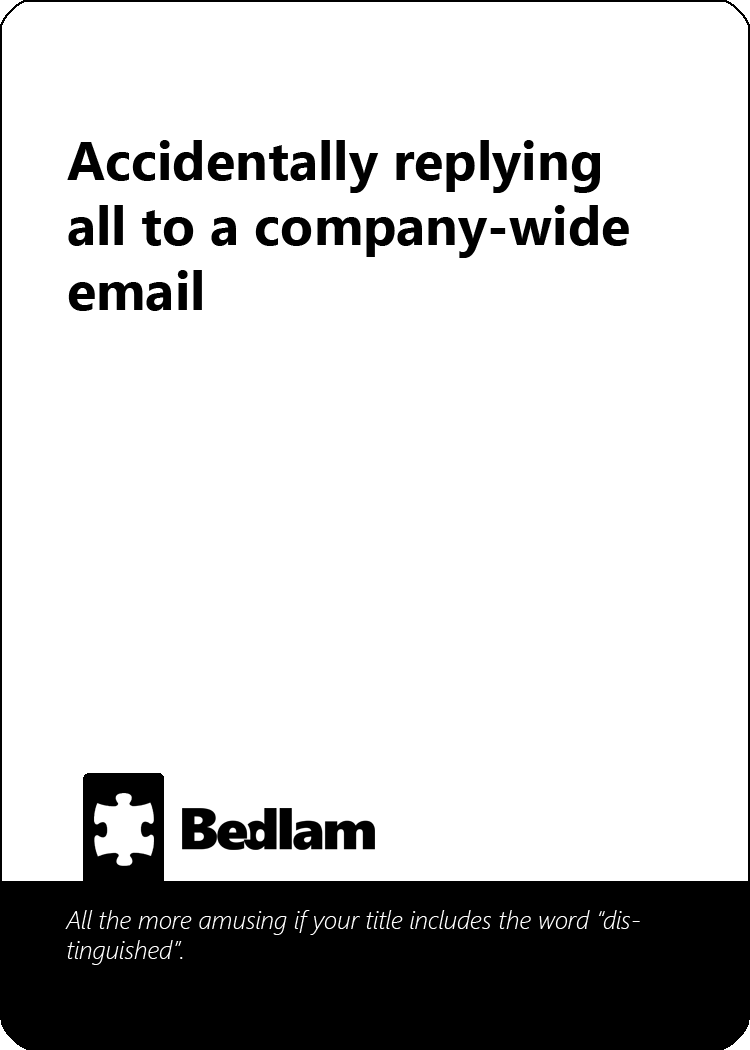 Accidentally replying
all to a company-wide
email
Bedlam
All the more amusing if your title includes the word “dis-
tinguished”.